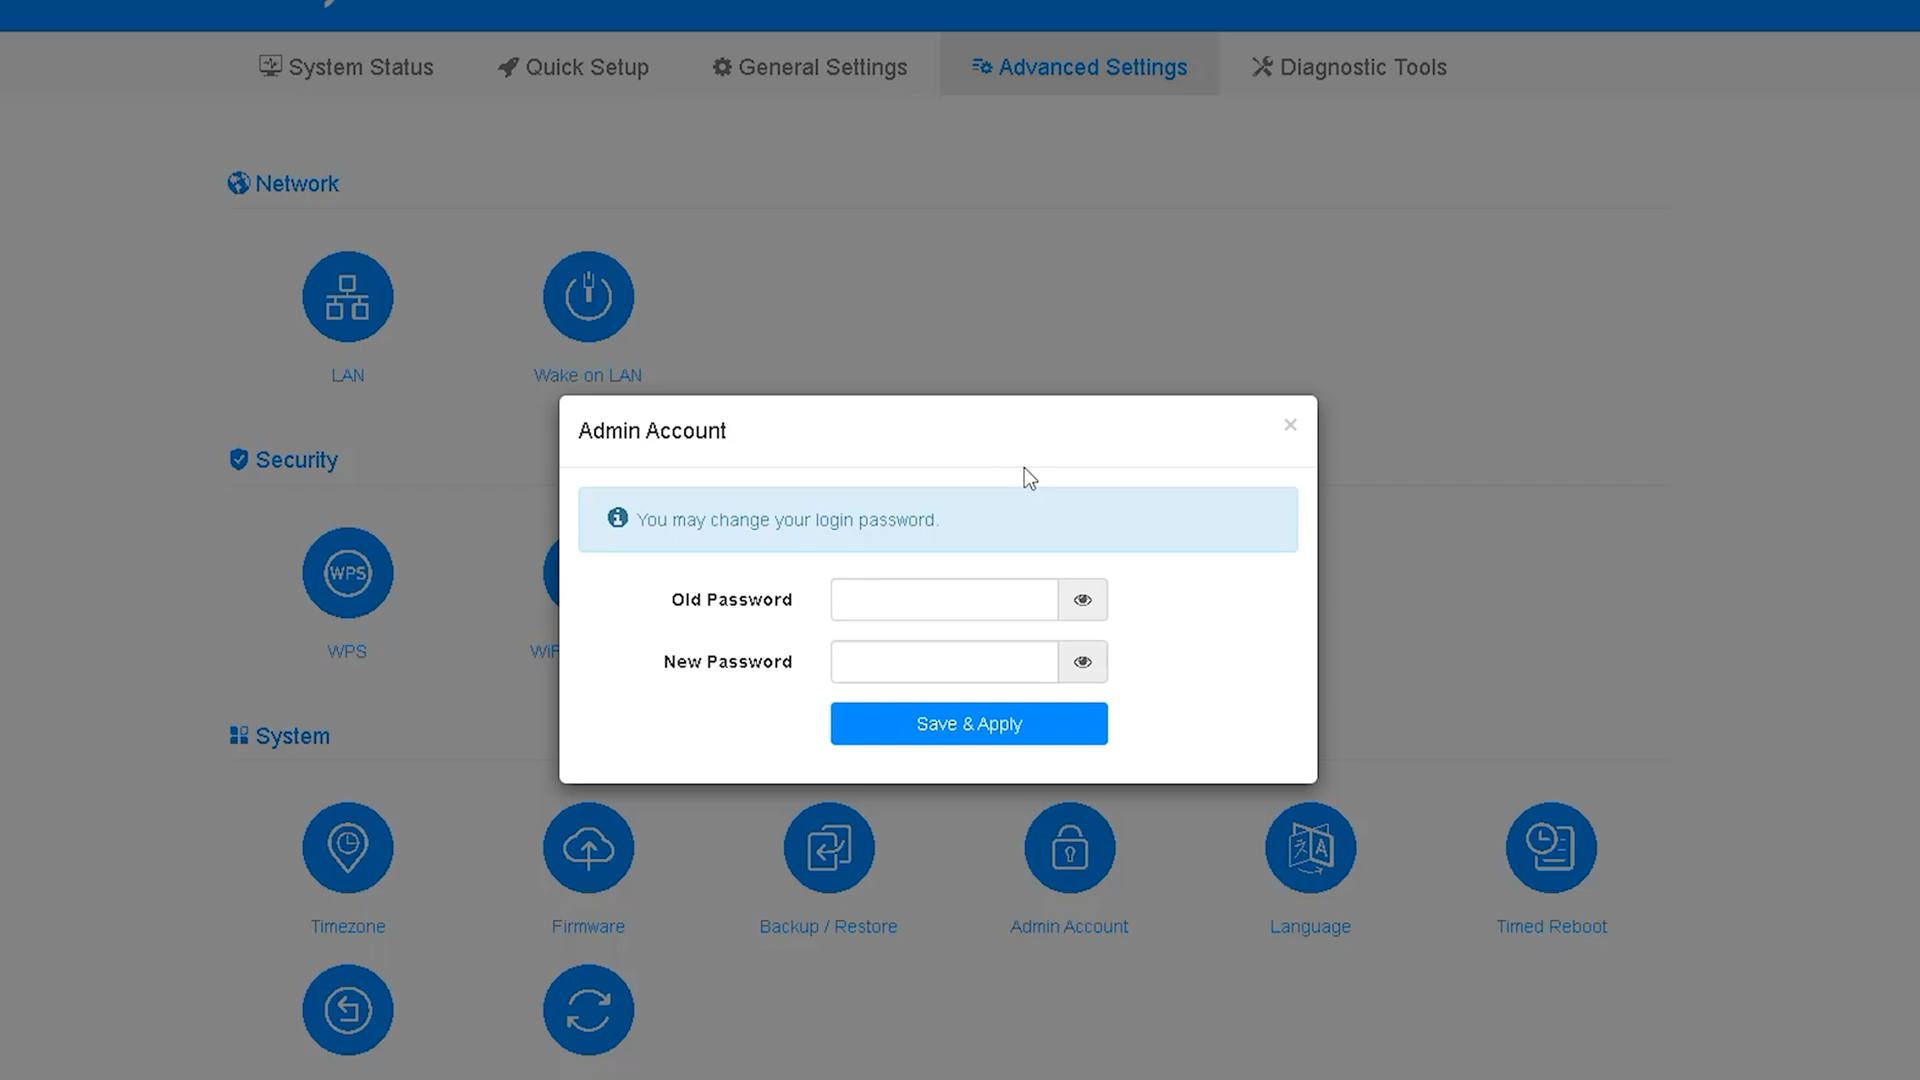 System Status
Quick Setup
General Settings
Advanced Settings
Diagnostic Tools
Network
LAN
Wake on LAN
Security
WPS
WPS
Admin Account
×
You may change your login password.
Old Password
New Password
Save & Apply
System
Timezone
Firmware
Backup / Restore
A
Admin Account
Language
Timed Reboot